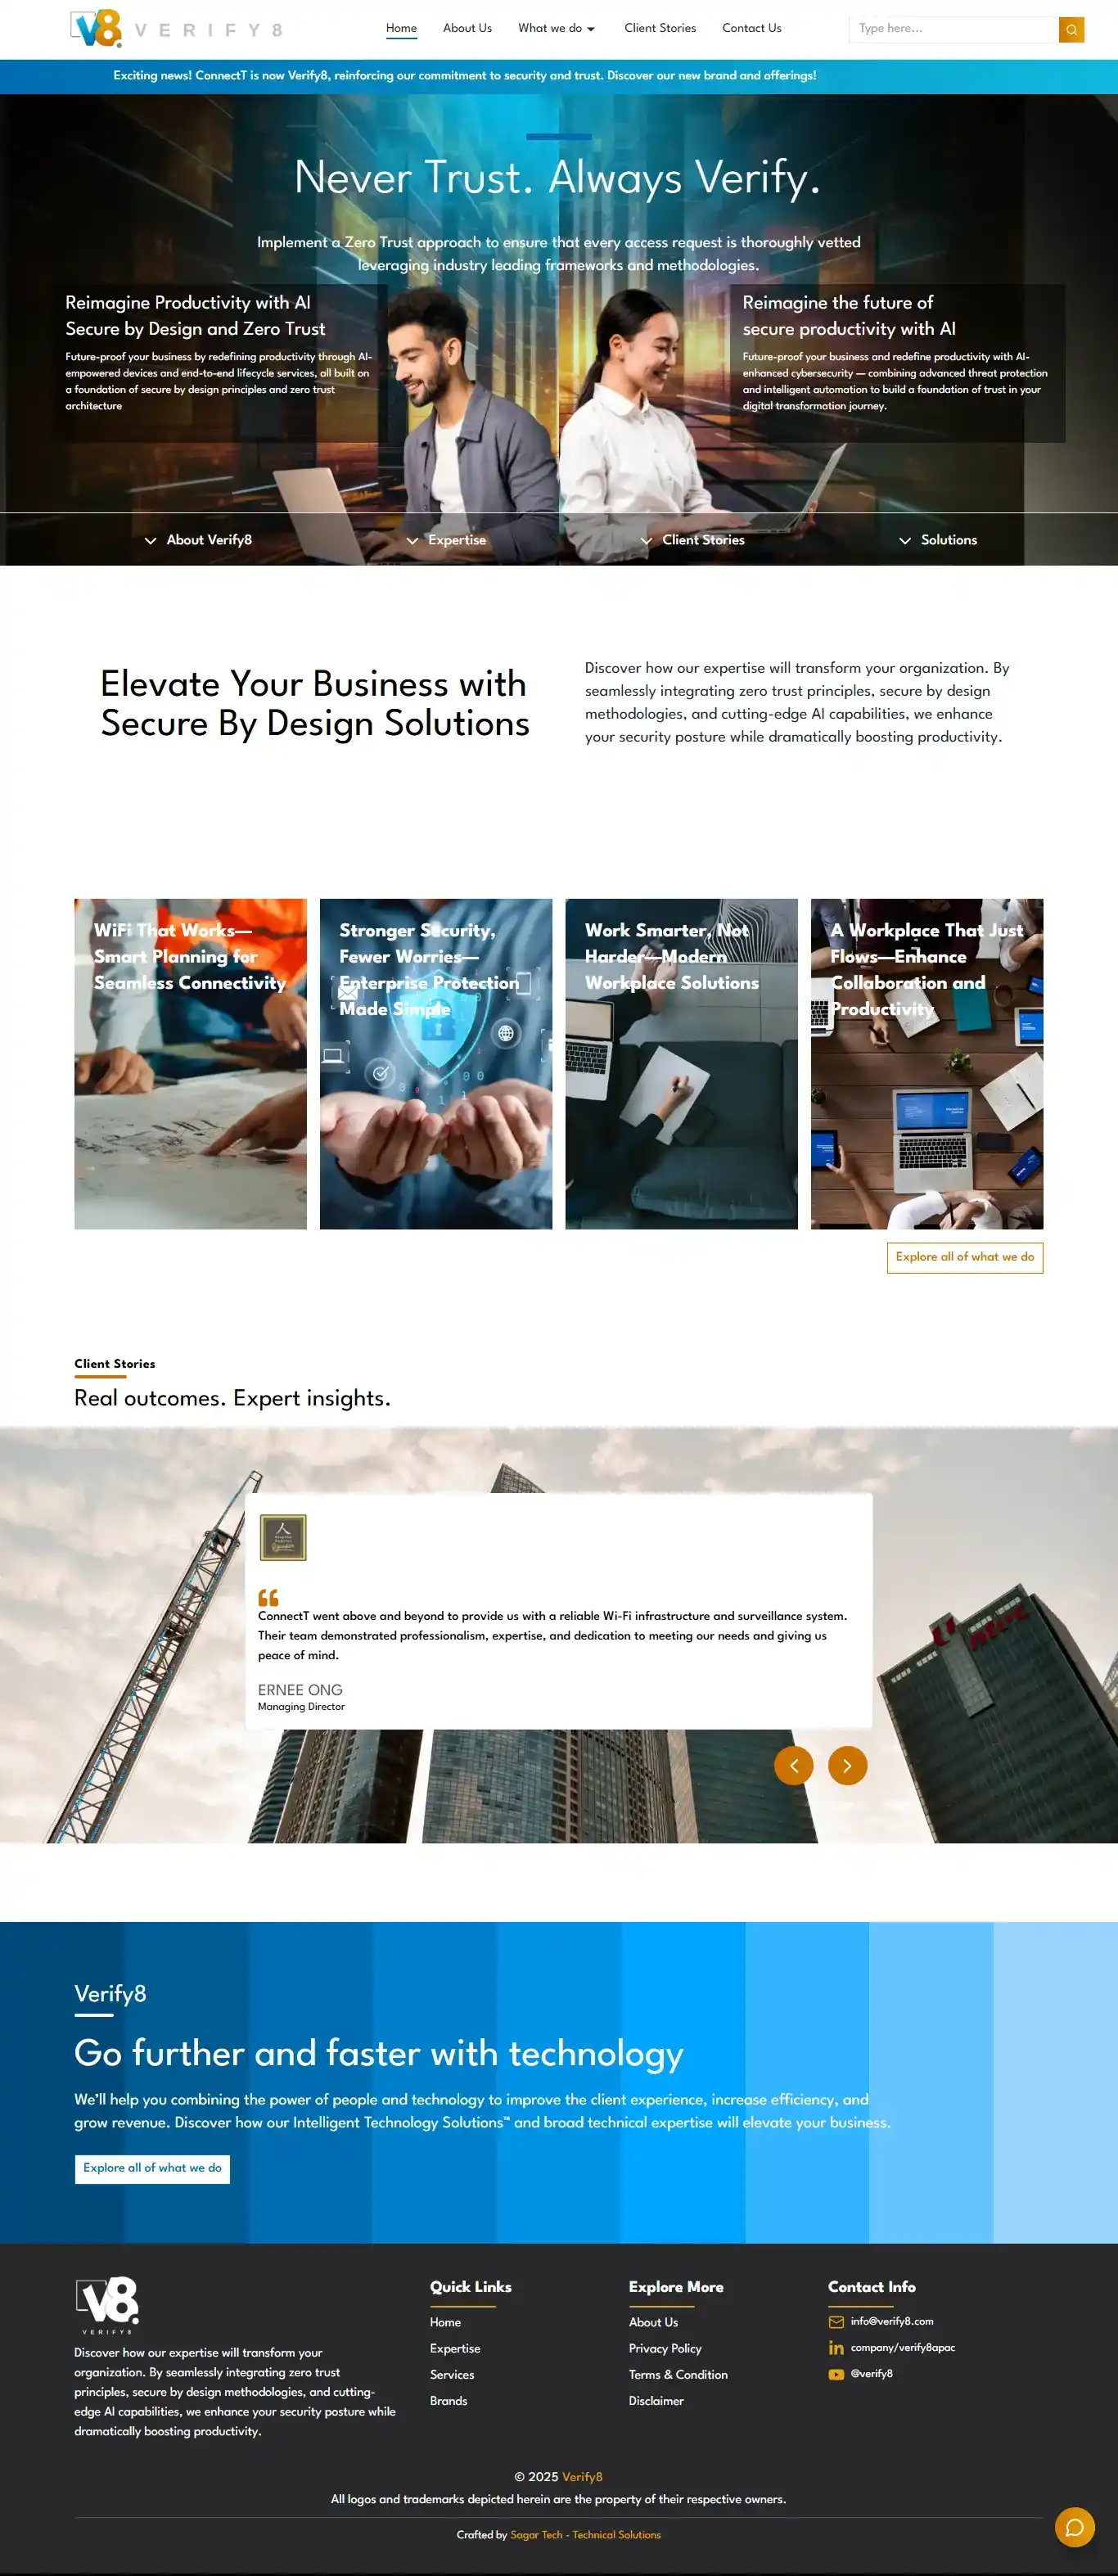 V8.
VERIFY8
Home About Us What we do Client Stories Contact Us
Type here...
Exciting news! ConnectT is now Verify8, reinforcing our commitment to security and trust. Discover our new brand and offerings!
Never Trust. Always Verify.
Implement a Zero Trust approach to ensure that every access request is thoroughly vetted
leveraging industry leading frameworks and methodologies.
Reimagine Productivity with AI
Secure by Design and Zero Trust
Future-proof your business by redefining productivity through AI-
empowered devices and end-to-end lifecycle services, all built on
a foundation of secure by design principles and zero trust
architecture
Reimagine the future of
secure productivity with AI
Future-proof your business and redefine productivity with AI-
enhanced cybersecurity — combining advanced threat protection
and intelligent automation to build a foundation of trust in your
digital transformation journey.
About Verify8
Expertise
Client Stories
Solutions
Elevate Your Business with
Secure By Design Solutions
Discover how our expertise will transform your organization. By
seamlessly integrating zero trust principles, secure by design
methodologies, and cutting-edge AI capabilities, we enhance
your security posture while dramatically boosting productivity.
WiFi That Works—
Smart Planning for
Seamless Connectivity
Stronger Security,
Fewer Worries—
Enterprise Protection
Made Simple
Work Smarter, Not
Harder—Modern
Workplace Solutions
A Workplace That Just
Flows—Enhance
Collaboration and
Productivity
Explore all of what we do
Client Stories
Real outcomes. Expert insights.
ConnectT went above and beyond to provide us with a reliable Wi-Fi infrastructure and surveillance system.
Their team demonstrated professionalism, expertise, and dedication to meeting our needs and giving us
peace of mind.
ERNEE ONG
Managing Director
Verify8
Go further and faster with technology
We'll help you combining the power of people and technology to improve the client experience, increase efficiency, and
grow revenue. Discover how our Intelligent Technology Solutions™ and broad technical expertise will elevate your business.
Explore all of what we do
V8.
VERIFY8
Discover how our expertise will transform your
organization. By seamlessly integrating zero trust
principles, secure by design methodologies, and cutting-
edge AI capabilities, we enhance your security posture while
dramatically boosting productivity.
Quick Links
Home
Expertise
Services
Brands
Explore More
About Us
Privacy Policy
Terms & Condition
Disclaimer
Contact Info
info@verify8.com
company/verify8apac
@verify8
© 2025 Verify8
All logos and trademarks depicted herein are the property of their respective owners.
Crafted by Sagar Tech - Technical Solutions